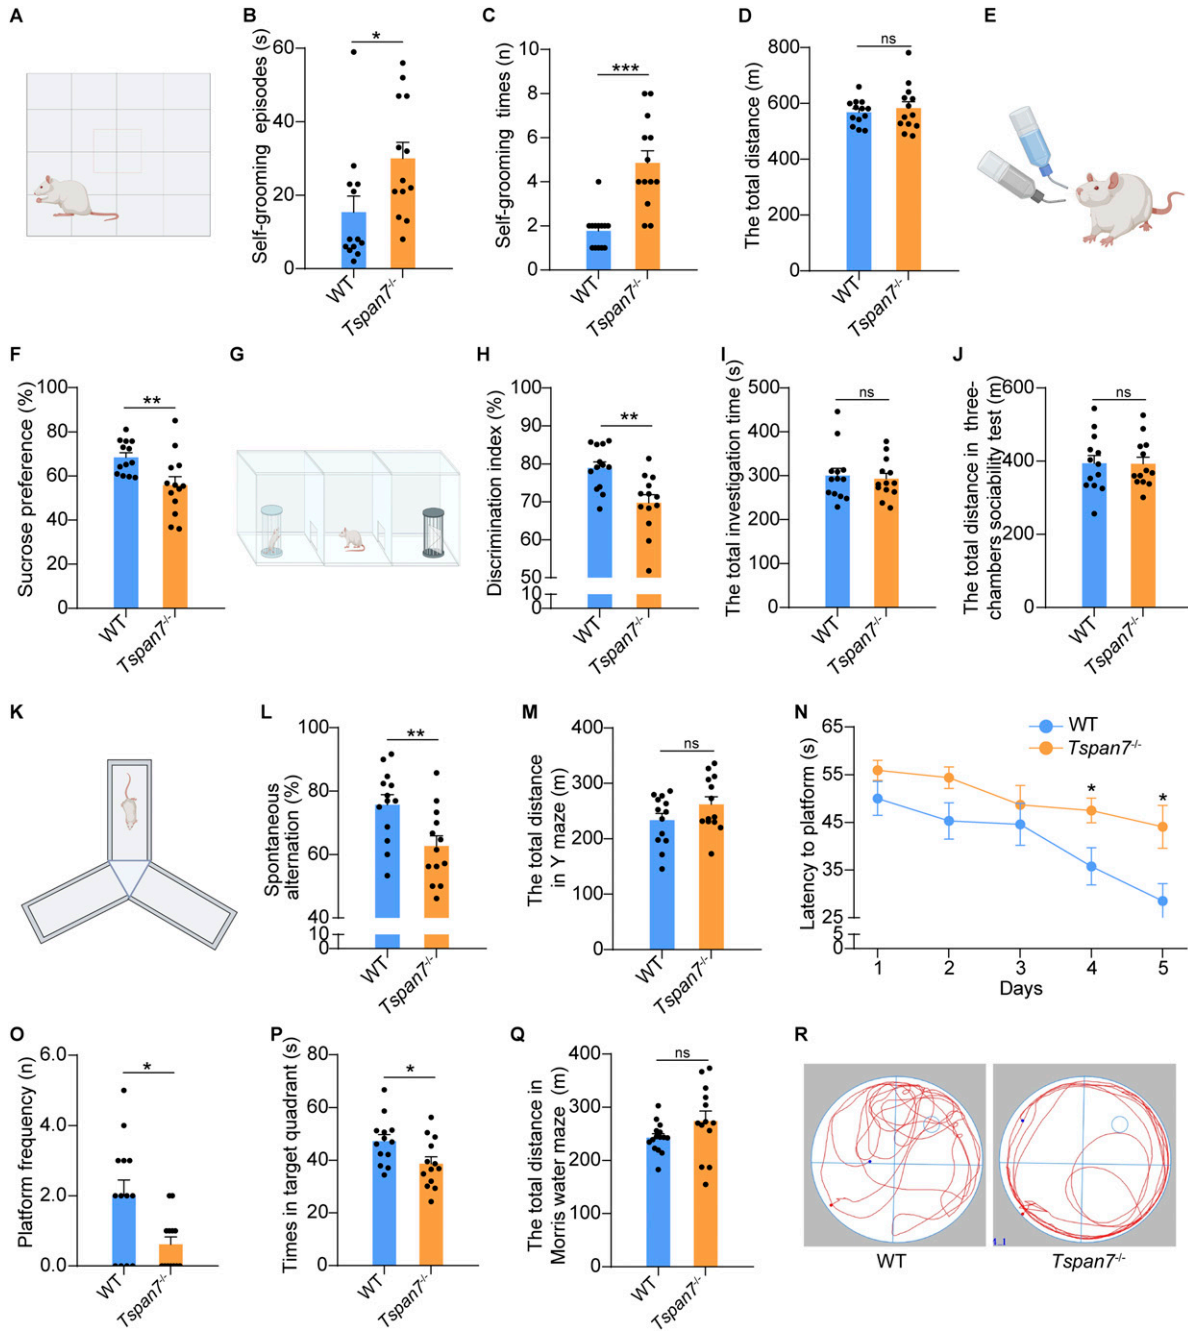 A
B
Self-grooming episodes (s)
60
40
20
0
*
WT
Tspan7-/-
C
Self-grooming times (n)
10
8
6
4
2
0
***
WT
Tspan7-/-
D
The total distance (m)
800
600
400
200
0
ns
WT
Tspan7-/-
E
F
Sucrose preference (%)
100
80
60
40
20
0
**
WT
Tspan7-/-
G
H
Discrimination index (%)
100
90
80
70
60
50
10
0
**
WT
Tspan7-/-
I
The total investigation time (s)
500
400
300
200
100
0
ns
WT
Tspan7-/-
J
The total distance in three-
chambers sociability test (m)
600
400
200
0
ns
WT
Tspan7-/-
K
L
Spontaneous
alternation (%)
100
80
60
40
10
0
**
WT
Tspan7-/-
M
The total distance
in Y maze (m)
400
300
200
100
0
ns
WT
Tspan7-/-
N
Latency to platform (s)
65
55
45
35
25
5
0
WT
Tspan7-/-
*
*
1 2 3 4 5
Days
O
Platform frequency (n)
6.0
4.0
2.0
0.0
*
WT
Tspan7-/-
P
Times in target quadrant (s)
80
60
40
20
0
*
WT
Tspan7-/-
Q
The total distance in
Morris water maze (m)
400
300
200
100
0
ns
WT
Tspan7-/-
R
WT
Tspan7-/-